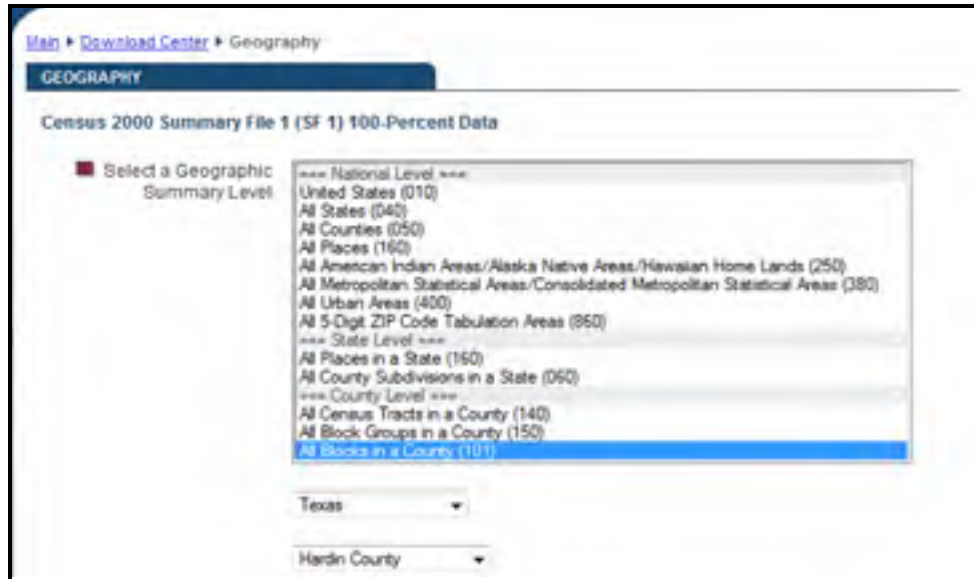 Main ▸ Download Center ▸ Geography
GEOGRAPHY
Census 2000 Summary File 1 (SF 1) 100-Percent Data
Select a Geographic
Summary Level
=== National Level ===
United States (010)
All States (040)
All Counties (050)
All Places (160)
All American Indian Areas/Alaska Native Areas/Hawaiian Home Lands (250)
All Metropolitan Statistical Areas/Consolidated Metropolitan Statistical Areas (380)
All Urban Areas (400)
All 5-Digit ZIP Code Tabulation Areas (860)
=== State Level ===
All Places in a State (160)
All County Subdivisions in a State (060)
=== County Level ===
All Census Tracts in a County (140)
All Block Groups in a County (150)
All Blocks in a County (101)
Texas
Hardin County